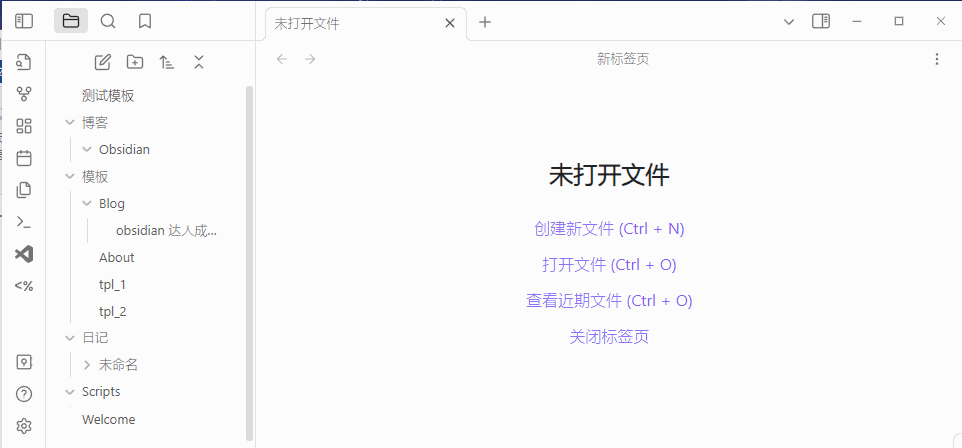 未打开文件
新标签页
测试模板
博客
Obsidian
模板
Blog
obsidian 达人成...
About
tpl_1
tpl_2
日记
未命名
Scripts
Welcome
<%
未打开文件
创建新文件 (Ctrl + N)
打开文件 (Ctrl + O)
查看近期文件 (Ctrl + O)
关闭标签页